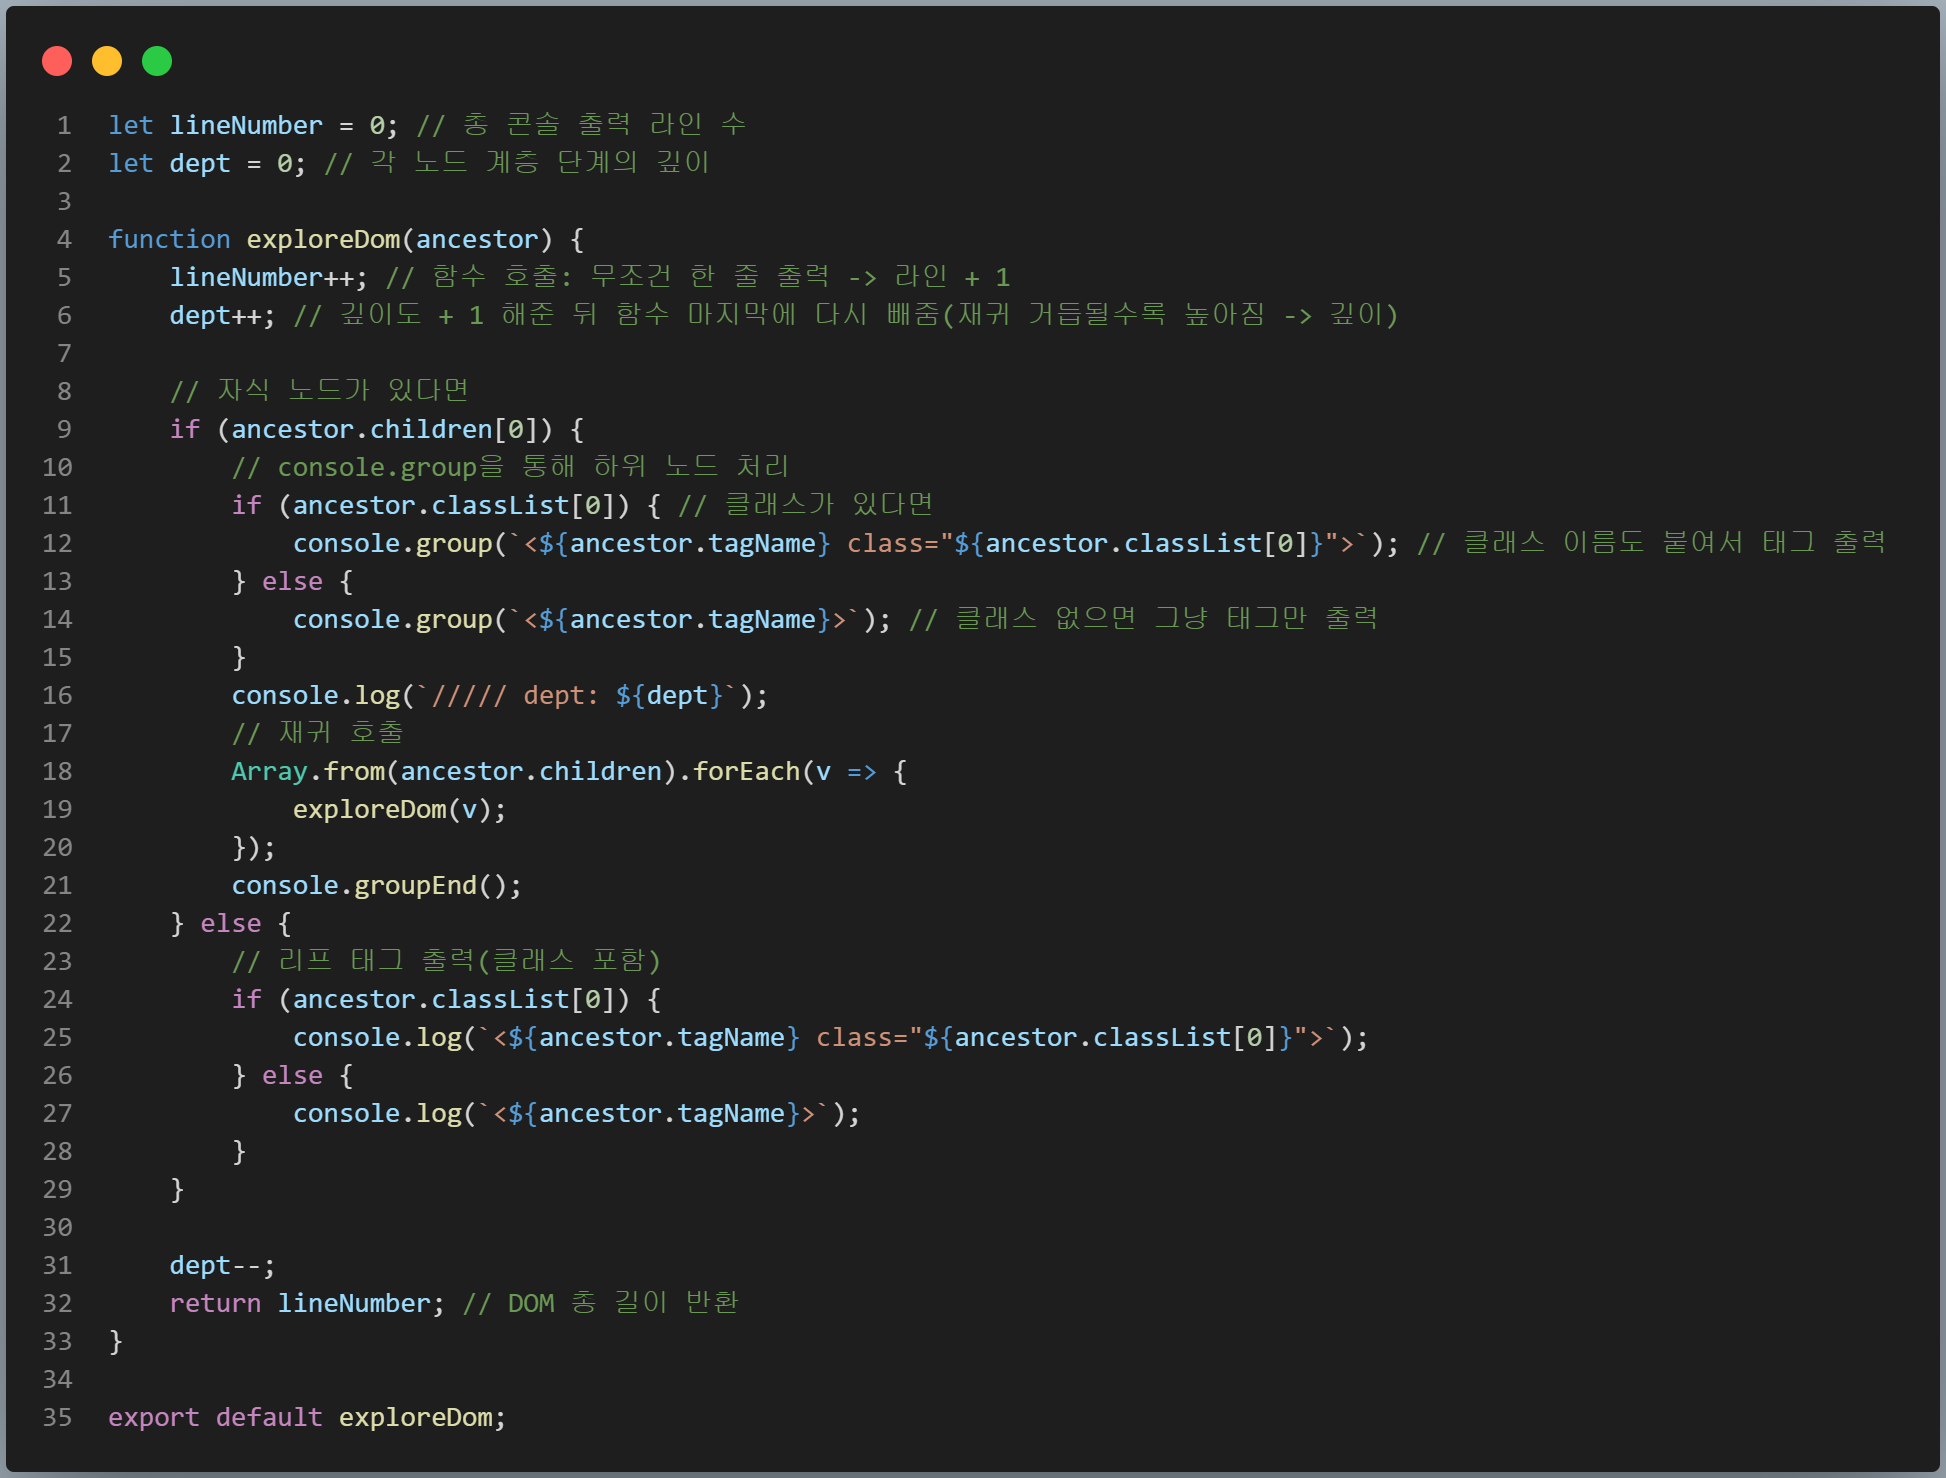 1 let lineNumber = 0; // 총 콘솔 출력 라인 수
2 let dept = 0; // 각 노드 계층 단계의 깊이
3
4 function exploreDom(ancestor) {
5     lineNumber++; // 함수 호출: 무조건 한 줄 출력 -> 라인 + 1
6     dept++; // 깊이도 + 1 해준 뒤 함수 마지막에 다시 빼줌(재귀 거듭될수록 높아짐 -> 깊이)
7
8     // 자식 노드가 있다면
9     if (ancestor.children[0]) {
10         // console.group을 통해 하위 노드 처리
11         if (ancestor.classList[0]) { // 클래스가 있다면
12             console.group(`<${ancestor.tagName} class="${ancestor.classList[0]}">`); // 클래스 이름도 붙여서 태그 출력
13         } else {
14             console.group(`<${ancestor.tagName}>`); // 클래스 없으면 그냥 태그만 출력
15         }
16         console.log(`///// dept: ${dept}`);
17         // 재귀 호출
18         Array.from(ancestor.children).forEach(v => {
19             exploreDom(v);
20         });
21         console.groupEnd();
22     } else {
23         // 리프 태그 출력(클래스 포함)
24         if (ancestor.classList[0]) {
25             console.log(`<${ancestor.tagName} class="${ancestor.classList[0]}">`);
26         } else {
27             console.log(`<${ancestor.tagName}>`);
28         }
29     }
30
31     dept--;
32     return lineNumber; // DOM 총 길이 반환
33 }
34
35 export default exploreDom;